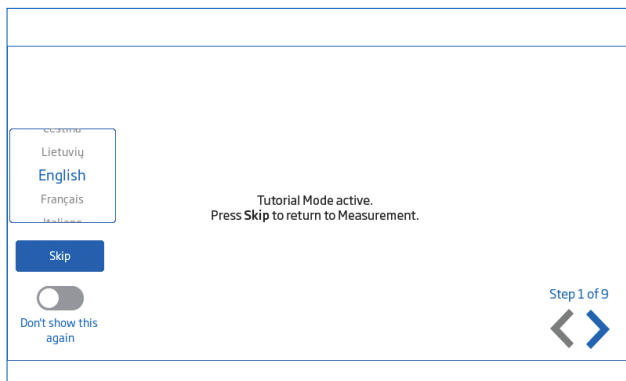 Lietuvių
English
Français
Tutorial Mode active.
Press Skip to return to Measurement.
Skip
Don't show this
again
Step 1 of 9